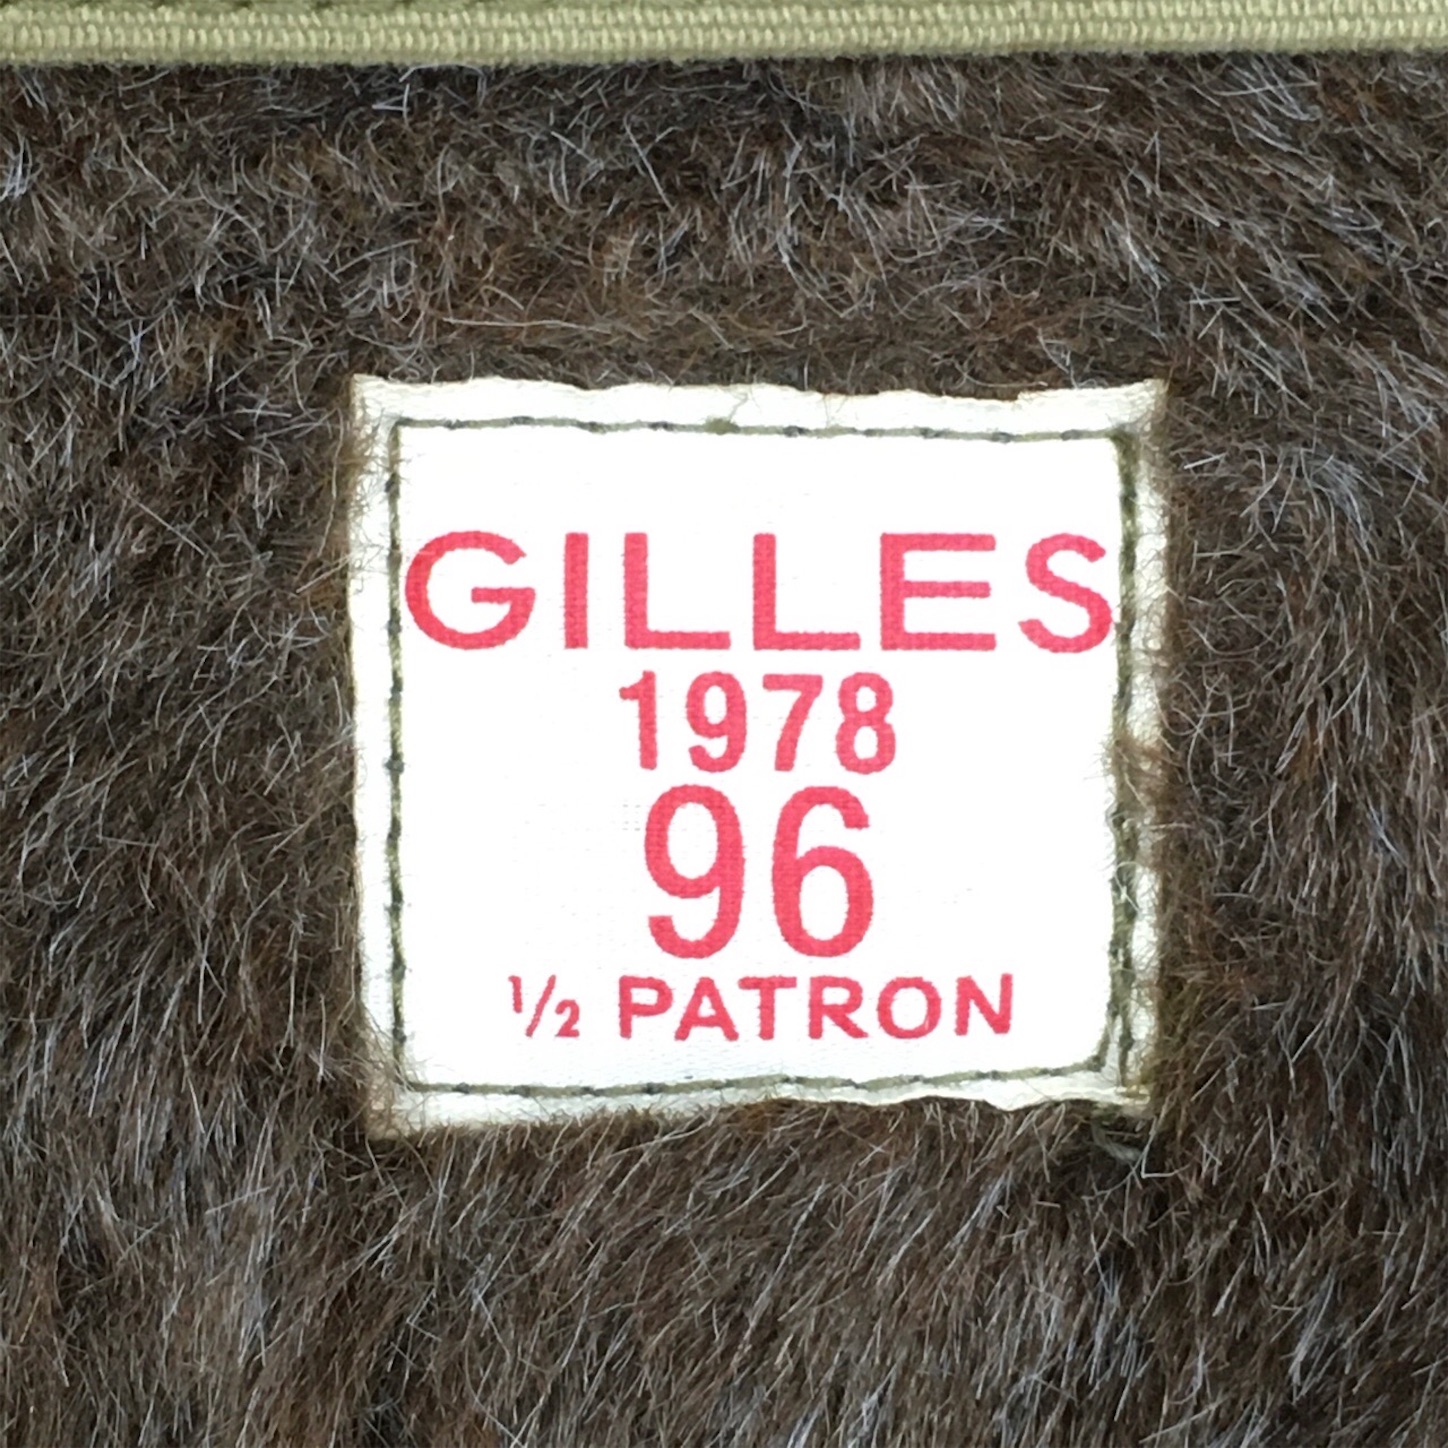 GILLES
1978
96
½ PATRON